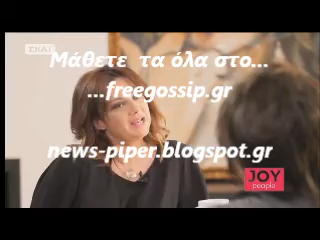 ΣΚΑΪ
Μάθετε τα όλα στο...
...freegossip.gr
news-piper.blogspot.gr
JOY
people